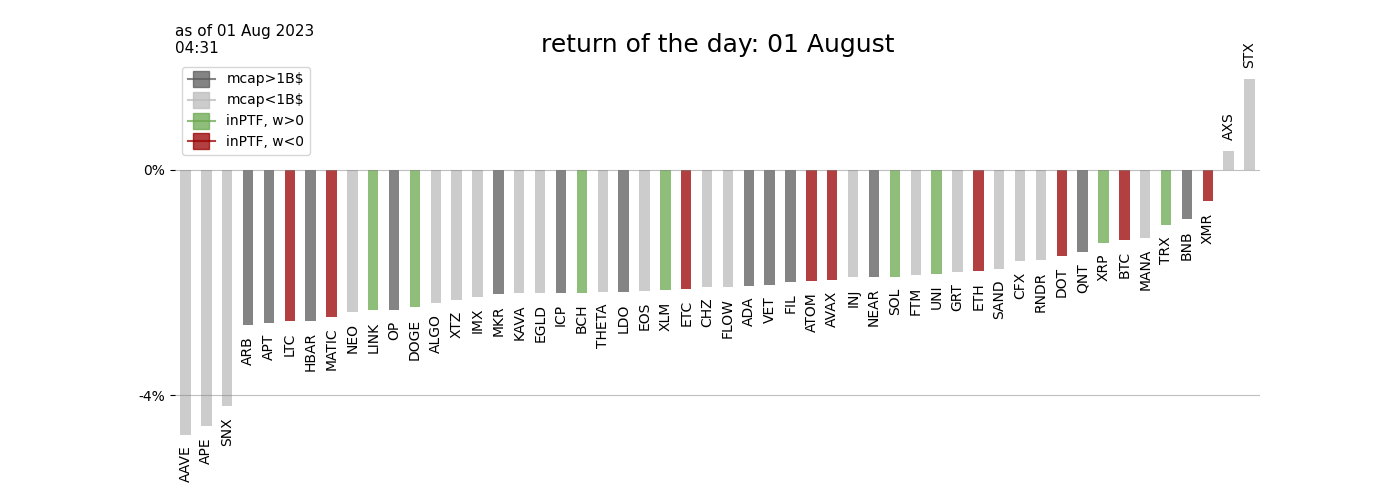 as of 01 Aug 2023
04:31
return of the day: 01 August
mcap>1B$
mcap<1B$
inPTF, w>0
inPTF, w<0
0%
-4%
AAVE
APE
SNX
ARB
APT
LTC
HBAR
MATIC
NEO
LINK
OP
DOGE
ALGO
XTZ
IMX
MKR
KAVA
EGLD
ICP
BCH
THETA
LDO
EOS
XLM
ETC
CHZ
FLOW
ADA
VET
FIL
ATOM
AVAX
INJ
NEAR
SOL
FTM
UNI
GRT
ETH
SAND
CFX
RNDR
DOT
QNT
XRP
BTC
MANA
TRX
BNB
XMR
AXS
STX